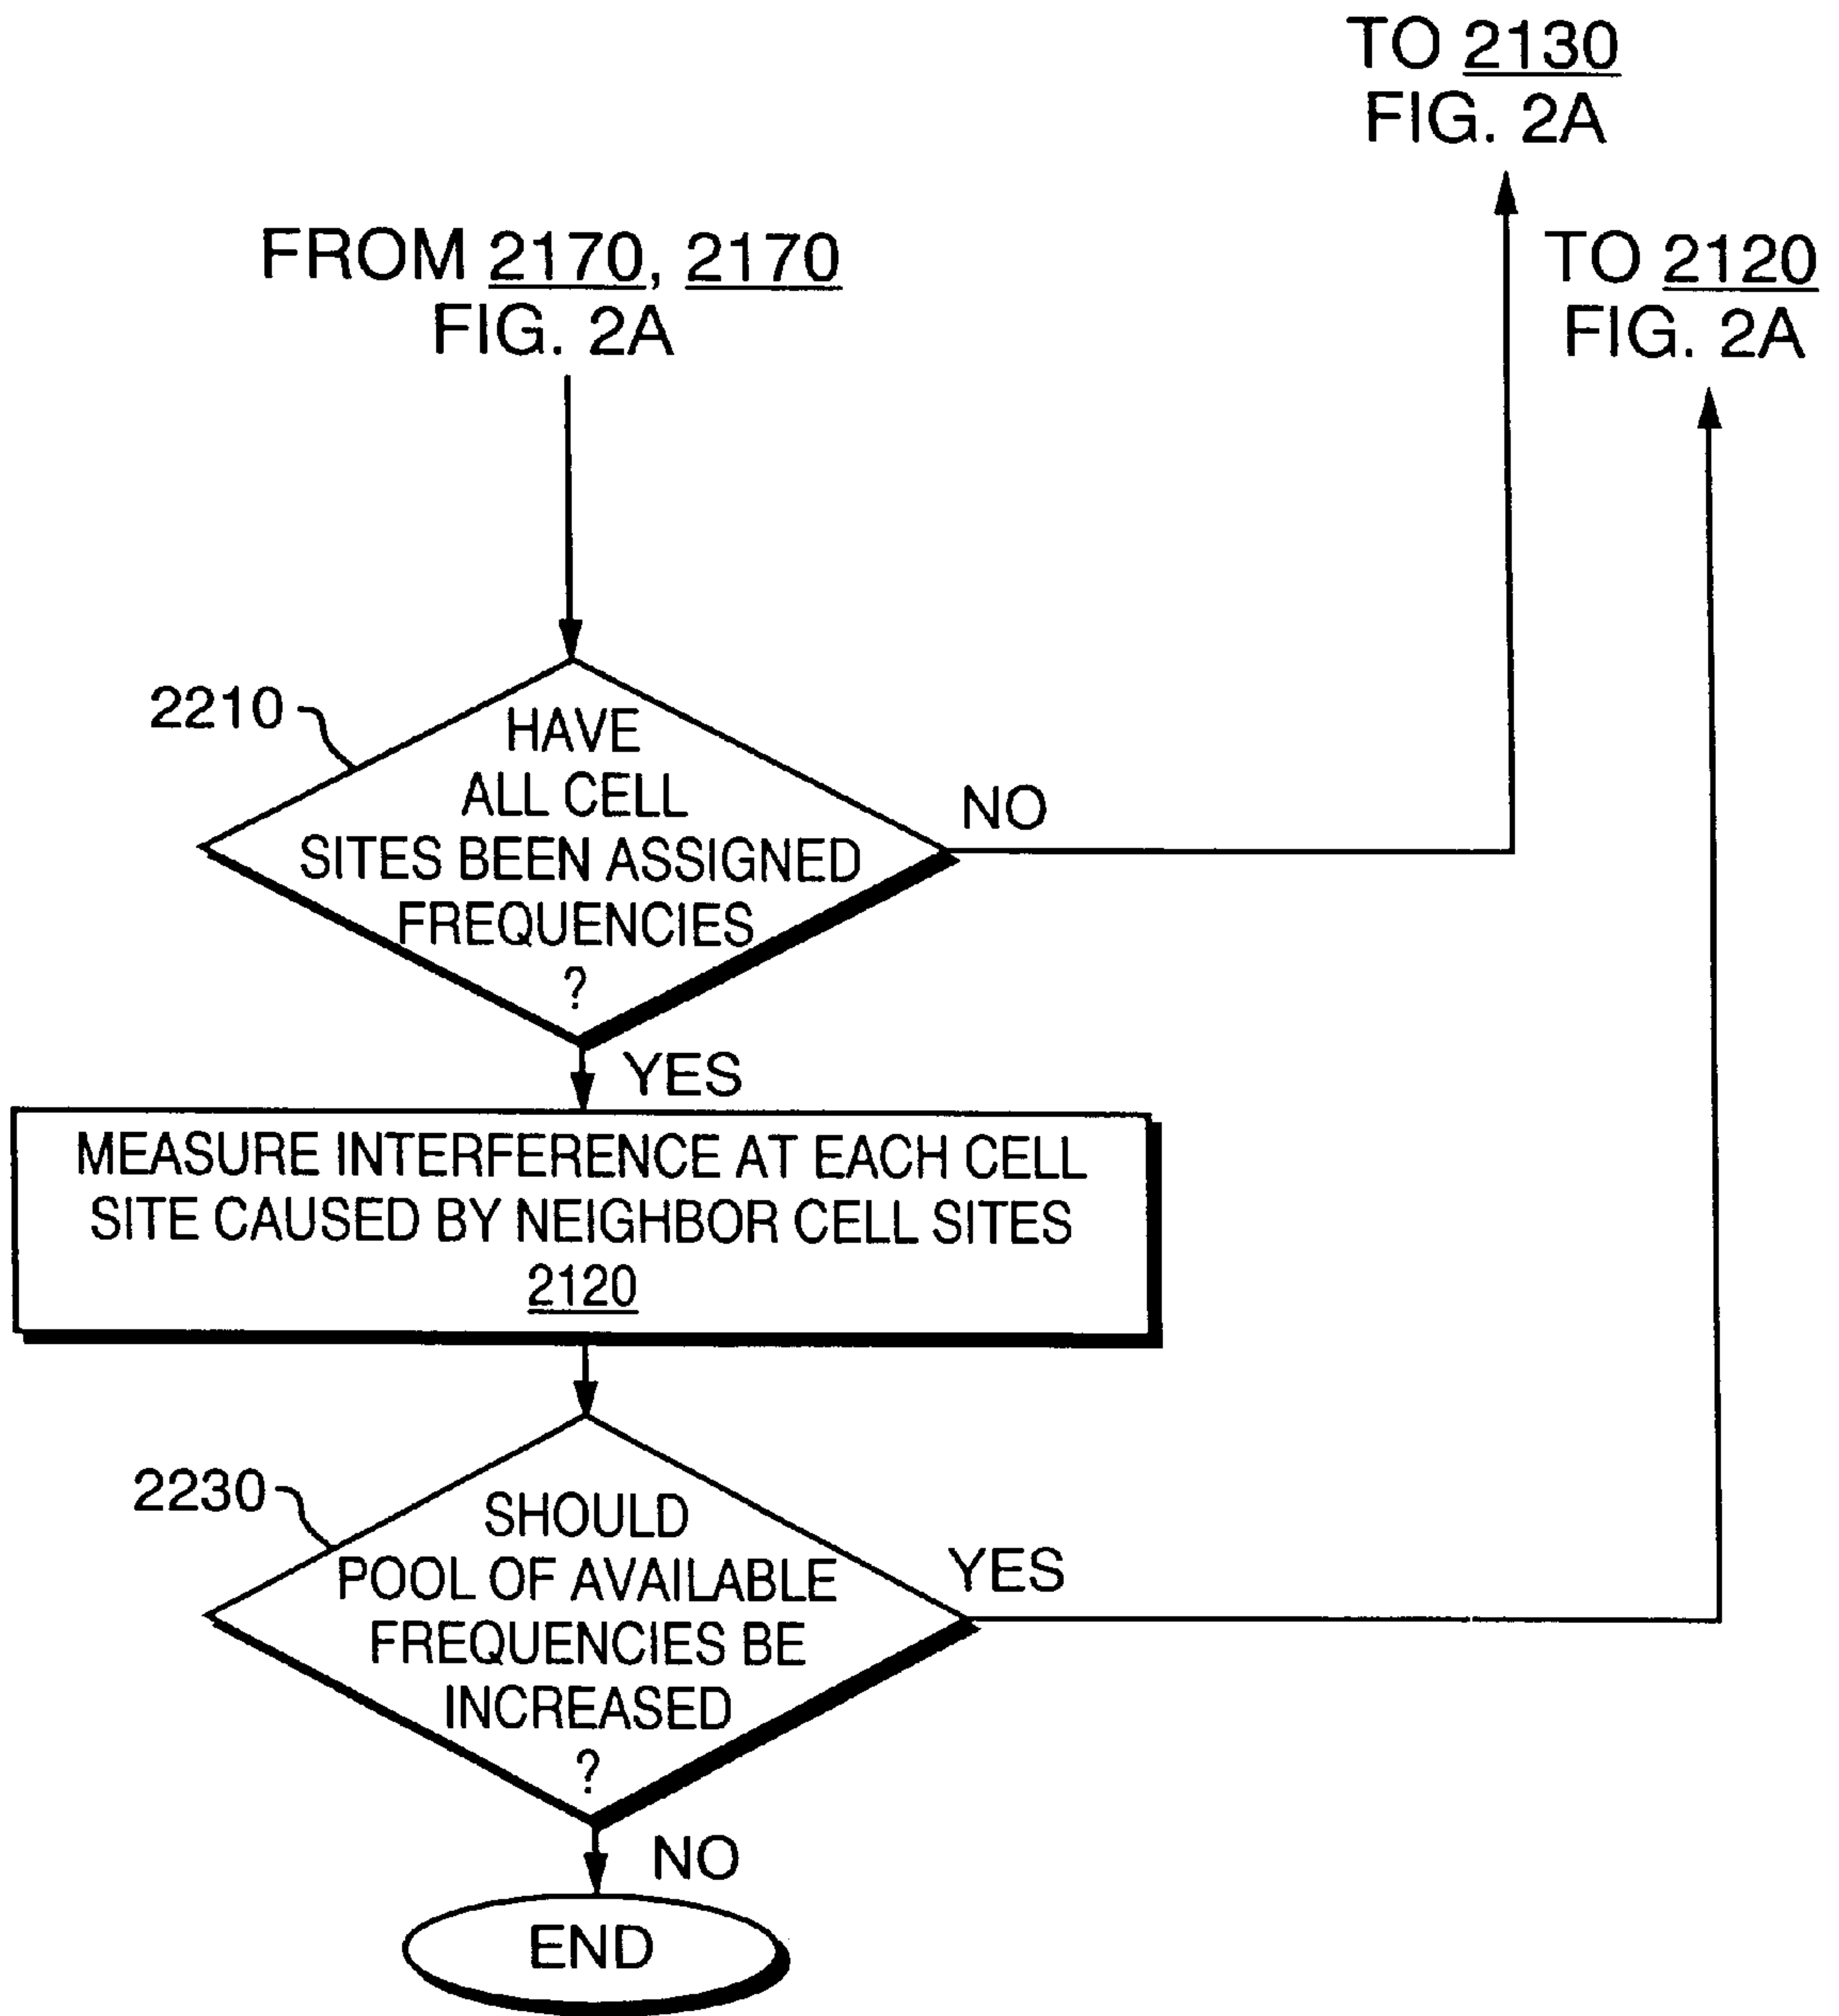 TO 2130
FIG. 2A
FROM 2170, 2170
FIG. 2A
TO 2120
FIG. 2A
2210
HAVE
ALL CELL
SITES BEEN ASSIGNED
FREQUENCIES
?
NO
YES
MEASURE INTERFERENCE AT EACH CELL
SITE CAUSED BY NEIGHBOR CELL SITES
2120
2230
SHOULD
POOL OF AVAILABLE
FREQUENCIES BE
INCREASED
?
YES
NO
END